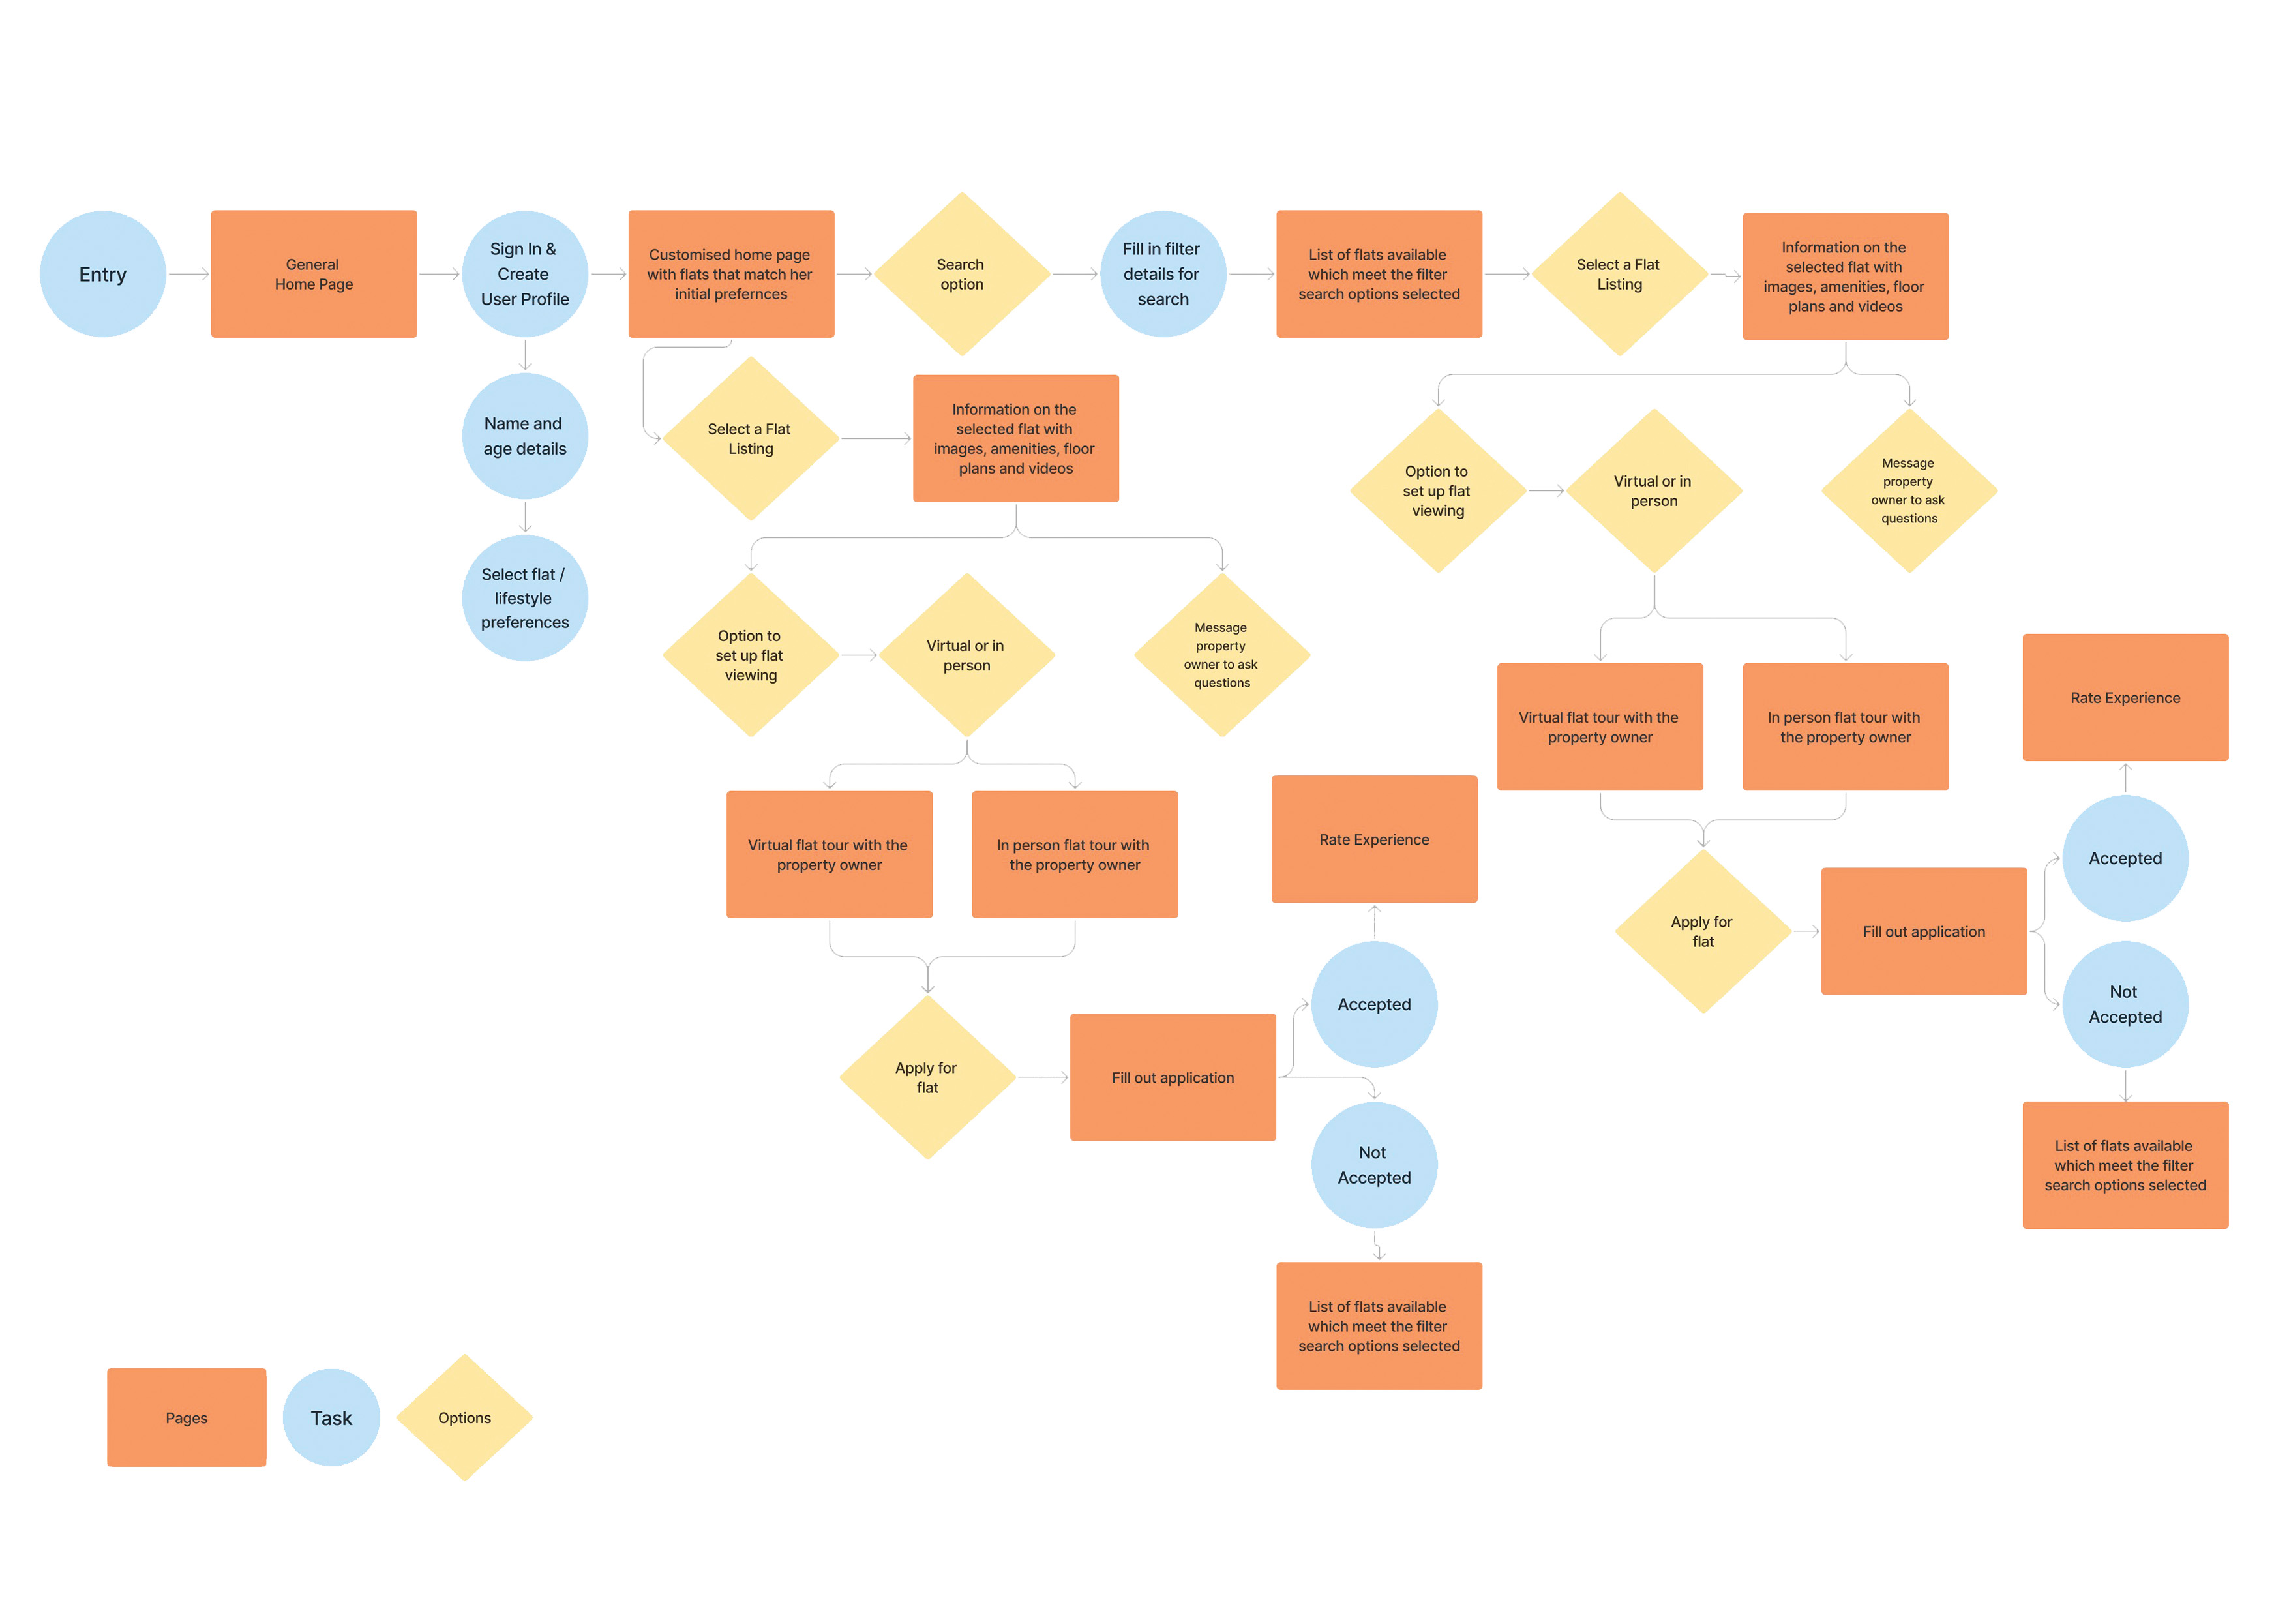 Entry
General
Home Page
Sign In &
Create
User Profile
Customised home page
with flats that match her
initial prefernces
Search
option
Fill in filter
details for
search
List of flats available
which meet the filter
search options selected
Select a Flat
Listing
Information on the
selected flat with
images, amenities, floor
plans and videos
Name and
age details
Select flat /
lifestyle
preferences
Select a Flat
Listing
Information on the
selected flat with
images, amenities, floor
plans and videos
Option to
set up flat
viewing
Virtual or in
person
Message
property
owner to ask
questions
Virtual flat tour with the
property owner
In person flat tour with
the property owner
Apply for
flat
Fill out application
Accepted
Rate Experience
Not
Accepted
List of flats available
which meet the filter
search options selected
Option to
set up flat
viewing
Virtual or in
person
Message
property
owner to ask
questions
Virtual flat tour with the
property owner
In person flat tour with
the property owner
Apply for
flat
Fill out application
Accepted
Rate Experience
Not
Accepted
List of flats available
which meet the filter
search options selected
Pages
Task
Options